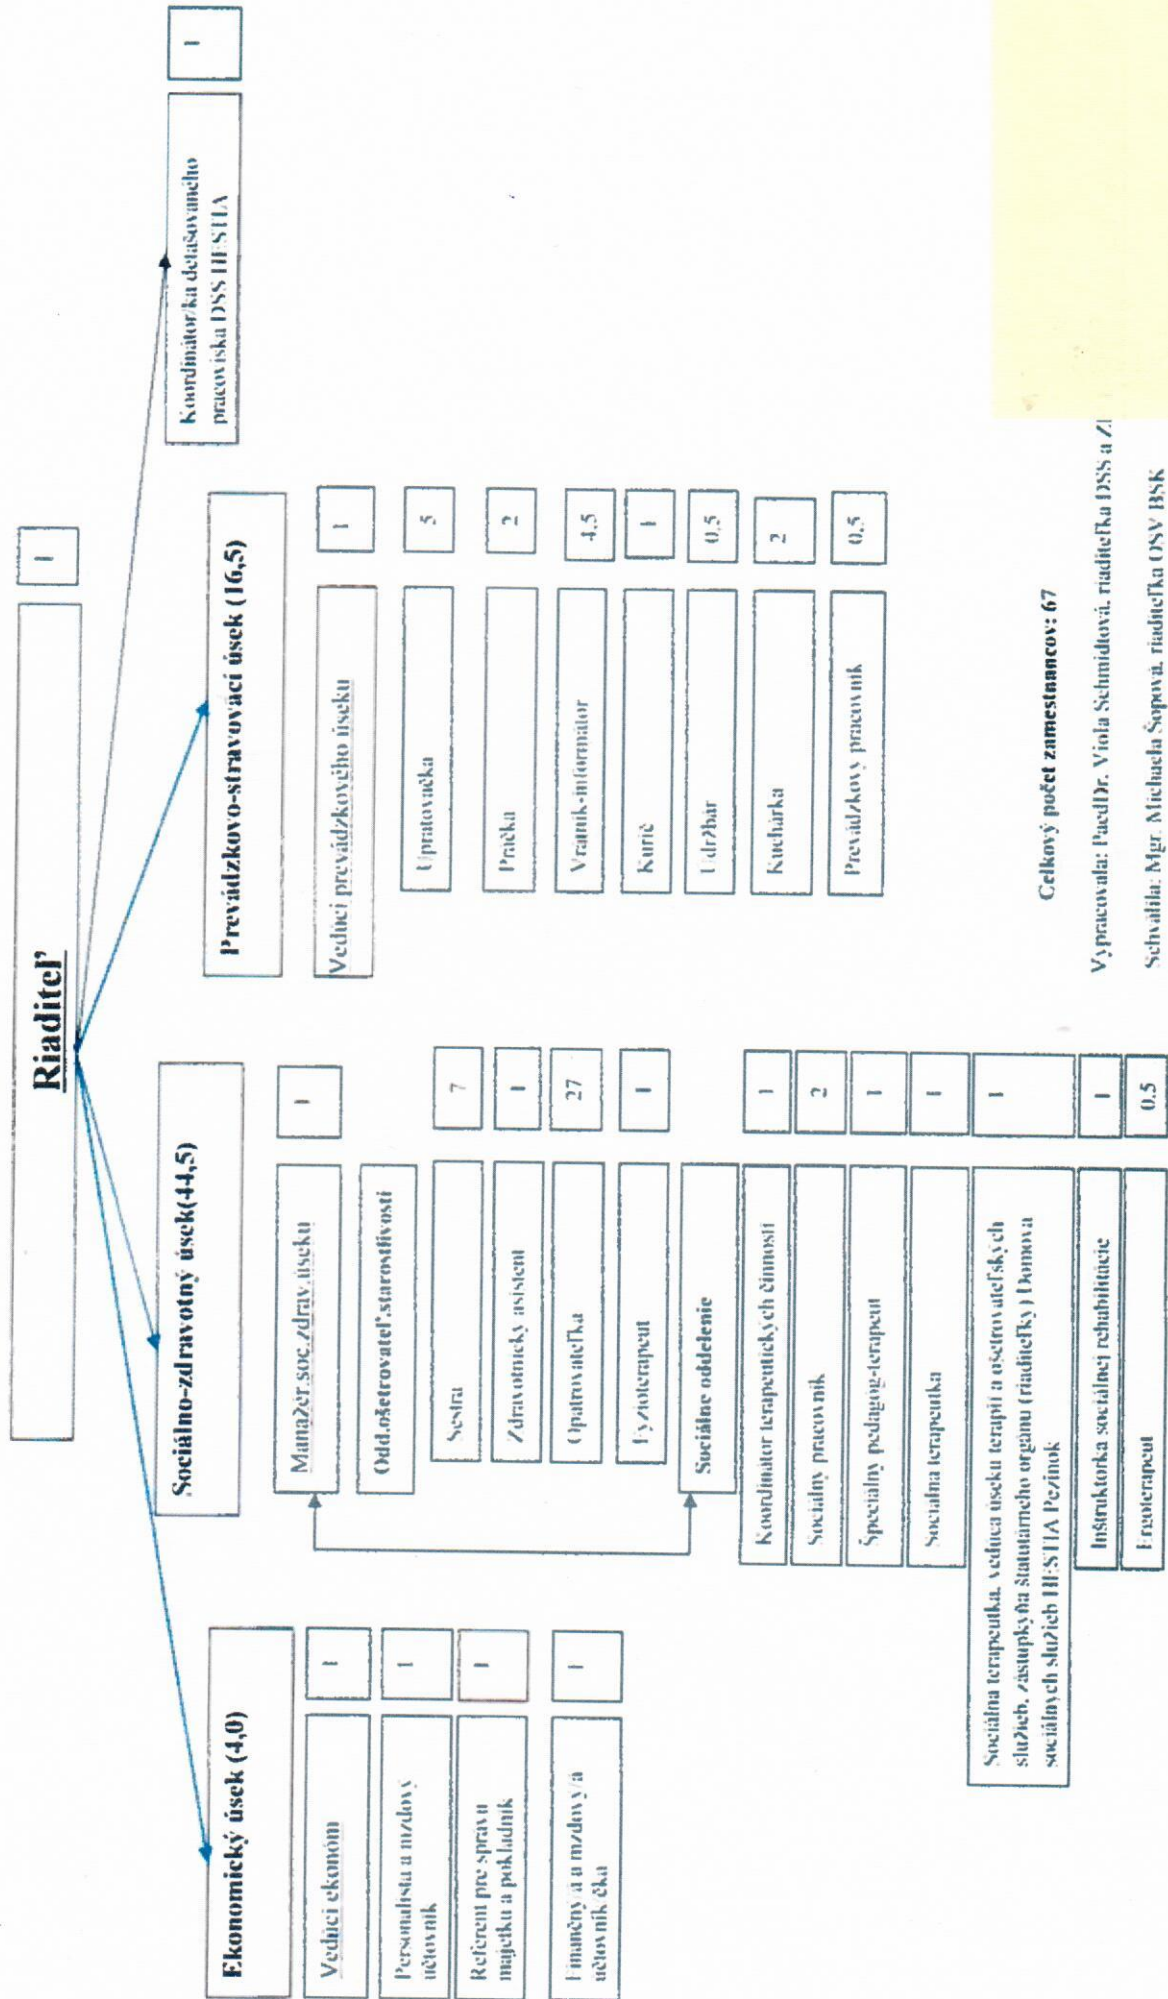 Riaditeľ
1
Ekonomický úsek (4,0)
Vedúci ekonóm
1
Personalista a mzdový
účtovník
1
Referent pre správu
majetku a pokladník
1
Finančný/a a mzdový/a
účtovník/čka
1
Sociálno-zdravotný úsek(44,5)
Manažer.soc.zdrav.úseku
1
Odd.ošetrovateľ.starostlivosti
Sestra
7
Zdravotnícky asistent
1
Opatrovateľka
27
Fyzioterapeut
1
Sociálne oddelenie
Koordinátor terapeutických činností
1
Sociálny pracovník
2
Špeciálny pedagóg-terapeut
1
Sociálna terapeutka
1
Sociálna terapeutka, vedúca úseku terapií a ošetrovateľských
služieb, zástupkyňa štatutárneho orgánu (riaditeľky) Domova
sociálnych služieb HESTIA Pezinok
1
Inštruktorka sociálnej rehabilitácie
1
Ergoterapeut
0.5
Prevádzkovo-stravovací úsek (16,5)
Vedúci prevádzkového úseku
1
Upratovačka
5
Práčka
2
Vrátnik-informátor
4.5
Kurič
1
Údržbár
0,5
Kuchárka
2
Prevádzkový pracovník
0,5
Koordinátor/ka detašovaného
pracoviska DSS HESTIA
1
Celkový počet zamestnancov: 67
Vypracovala: PaedDr. Viola Schmidtová, riaditeľka DSS a
Schválila: Mgr. Michaela Šopová, riaditeľka OSV BSK